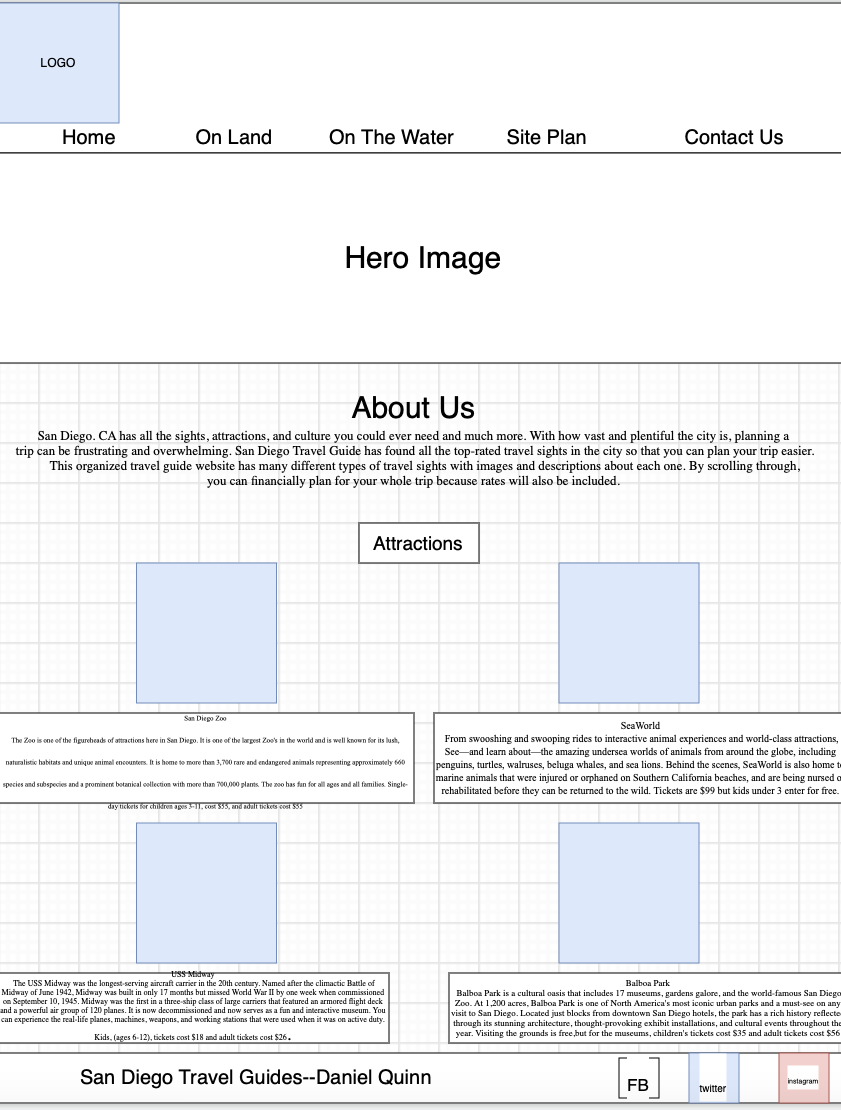 LOGO
Home On Land On The Water Site Plan Contact Us
Hero Image
About Us
San Diego. CA has all the sights, attractions, and culture you could ever need and much more. With how vast and plentiful the city is, planning a
trip can be frustrating and overwhelming. San Diego Travel Guide has found all the top-rated travel sights in the city so that you can plan your trip easier.
This organized travel guide website has many different types of travel sights with images and descriptions about each one. By scrolling through,
you can financially plan for your whole trip because rates will also be included.
Attractions
San Diego Zoo
The Zoo is one of the figureheads of attractions here in San Diego. It is one of the largest Zoo's in the world and is well known for its lush,
naturalistic habitats and unique animal encounters. It is home to more than 3,700 rare and endangered animals representing approximately 660
species and subspecies and a prominent botanical collection with more than 700,000 plants. The zoo has fun for all ages and all families. Single-
day tickets for children ages 3-11, cost $55, and adult tickets cost $55
SeaWorld
From swooshing and swooping rides to interactive animal experiences and world-class attractions,
See—and learn about—the amazing undersea worlds of animals from around the globe, including
penguins, turtles, walruses, beluga whales, and sea lions. Behind the scenes, SeaWorld is also home to
marine animals that were injured or orphaned on Southern California beaches, and are being nursed o
rehabilitated before they can be returned to the wild. Tickets are $99 but kids under 3 enter for free.
USS Midway
The USS Midway was the longest-serving aircraft carrier in the 20th century. Named after the climactic Battle of
Midway of June 1942, Midway was built in only 17 months but missed World War II by one week when commissioned
on September 10, 1945. Midway was the first in a three-ship class of large carriers that featured an armored flight deck
and a powerful air group of 120 planes. It is now decommissioned and now serves as a fun and interactive museum. You
can experience the real-life planes, machines, weapons, and working stations that were used when it was on active duty.
Kids, (ages 6-12), tickets cost $18 and adult tickets cost $26.
Balboa Park
Balboa Park is a cultural oasis that includes 17 museums, gardens galore, and the world-famous San Diego
Zoo. At 1,200 acres, Balboa Park is one of North America's most iconic urban parks and a must-see on any
visit to San Diego. Located just blocks from downtown San Diego hotels, the park has a rich history reflecte
through its stunning architecture, thought-provoking exhibit installations, and cultural events throughout the
year. Visiting the grounds is free,but for the museums, children's tickets cost $35 and adult tickets cost $56
San Diego Travel Guides--Daniel Quinn
FB
twitter
instagram